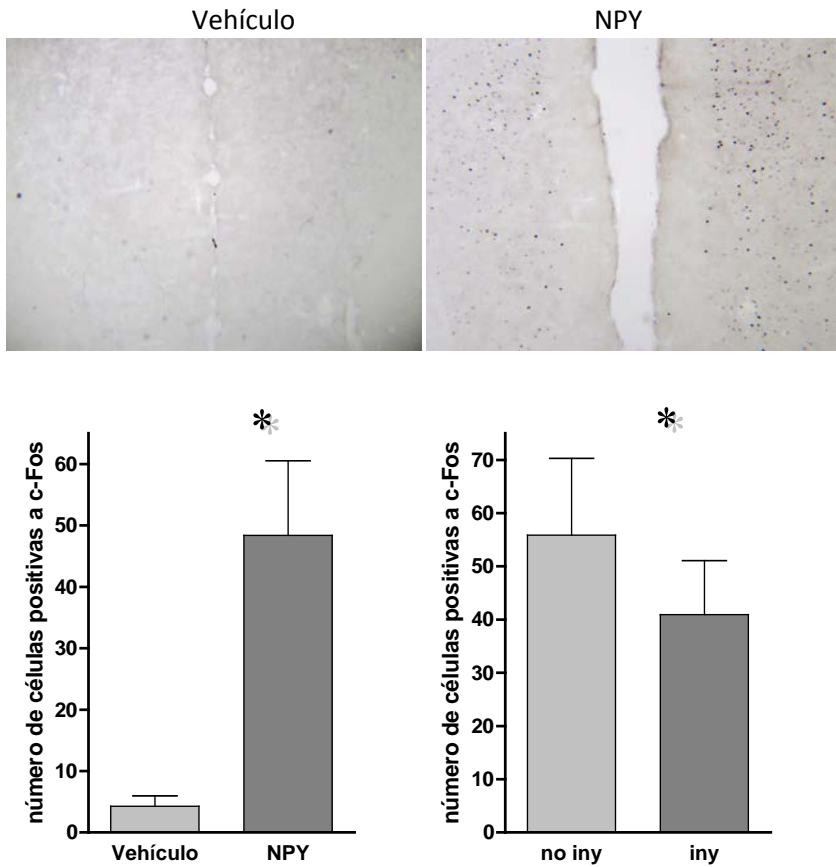 Vehículo
NPY
*
número de células positivas a c-Fos
60
50
40
30
20
10
0
Vehículo
NPY
*
número de células positivas a c-Fos
70
60
50
40
30
20
10
0
no iny
iny